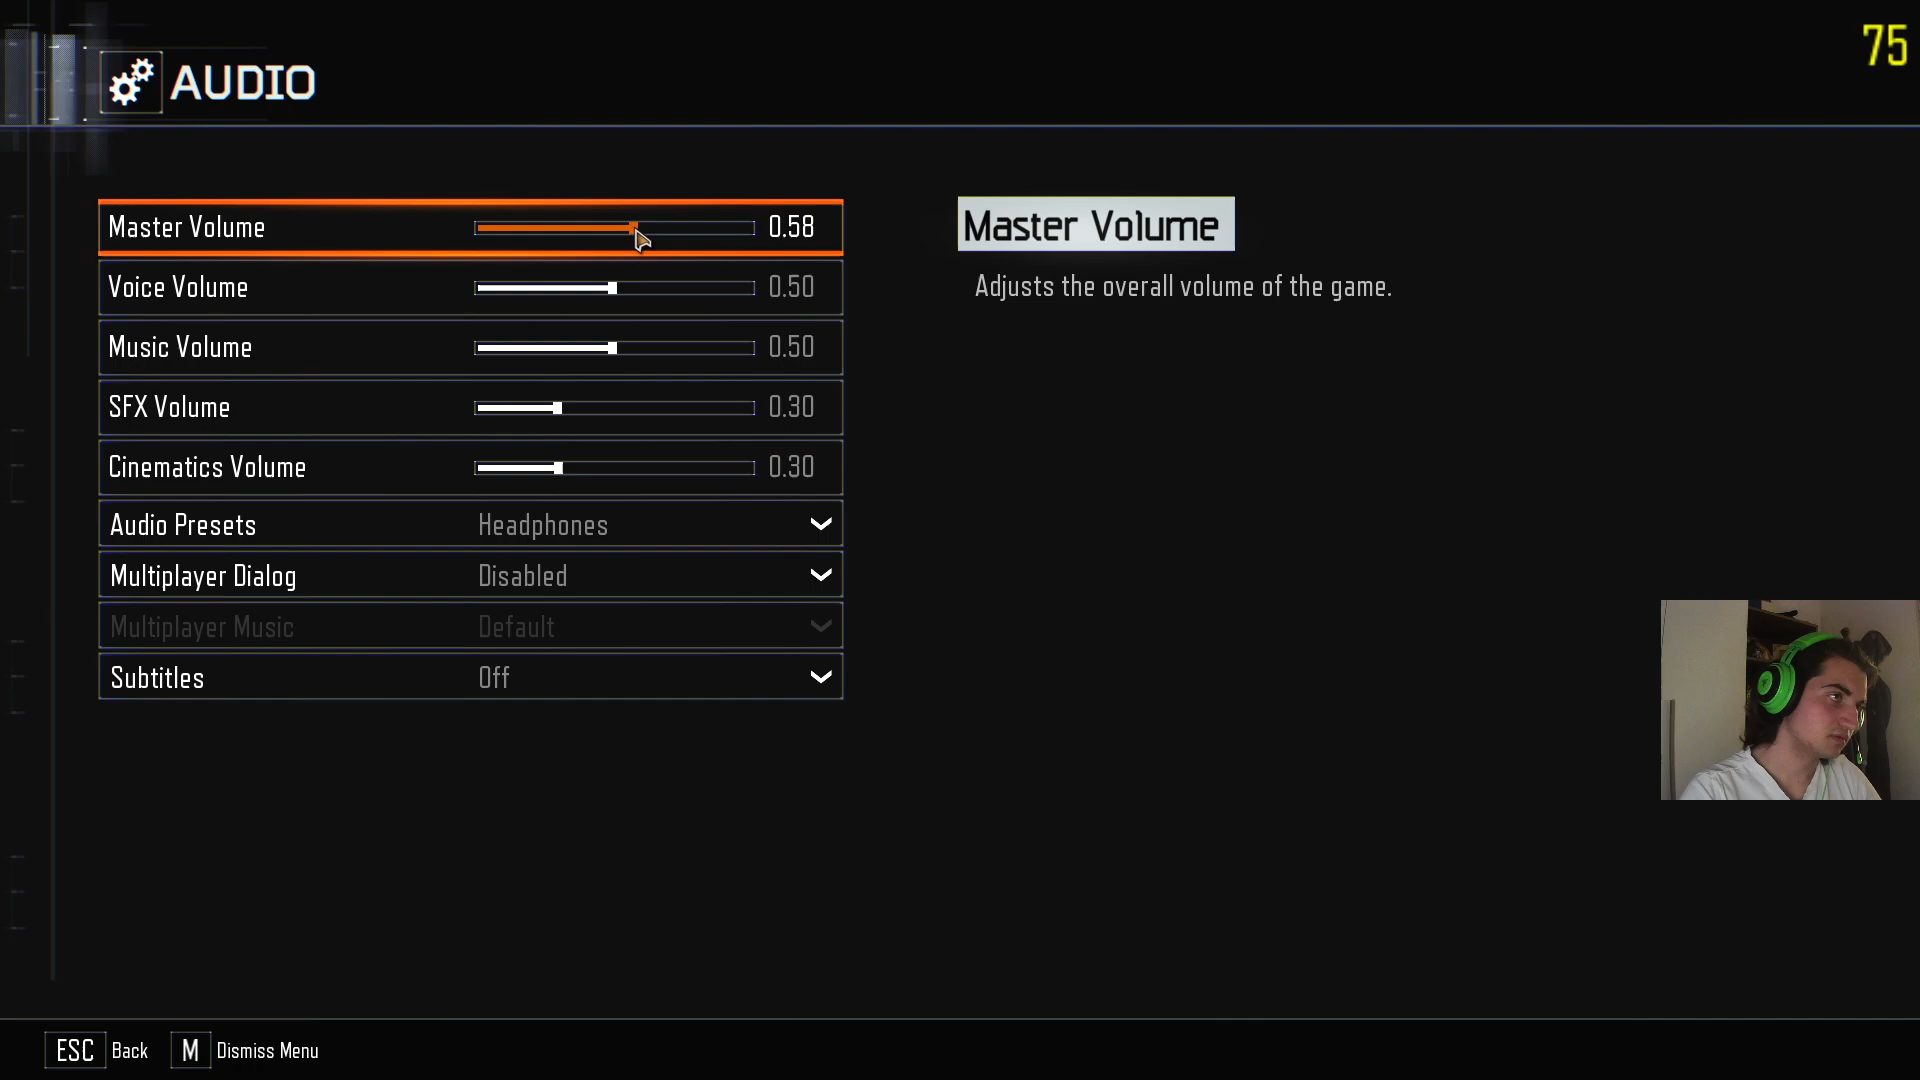 75
AUDIO
Master Volume 0.58
Voice Volume 0.50
Music Volume 0.50
SFX Volume 0.30
Cinematics Volume 0.30
Audio Presets Headphones
Multiplayer Dialog Disabled
Multiplayer Music Default
Subtitles Off
Master Volume
Adjusts the overall volume of the game.
ESC Back M Dismiss Menu